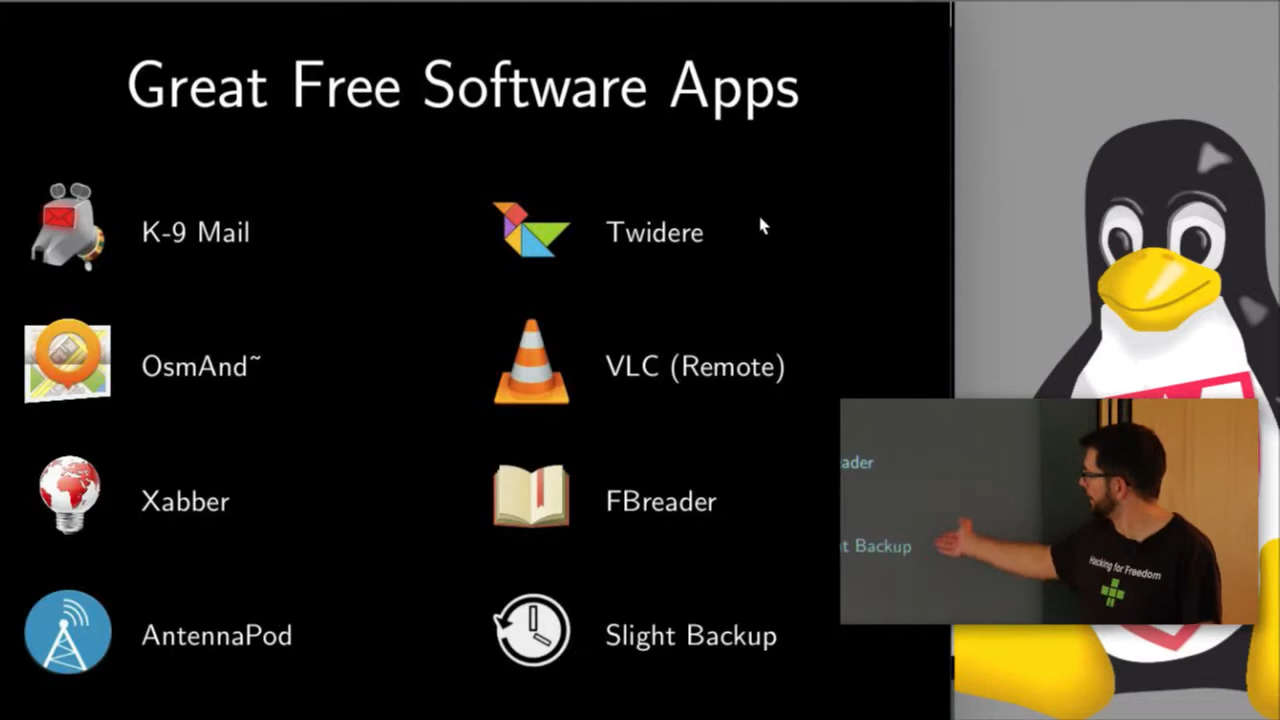 Great Free Software Apps
K-9 Mail
Twidere
OsmAnd~
VLC (Remote)
Xabber
FBreader
AntennaPod
Slight Backup
ader
t Backup
Hacking for Freedom